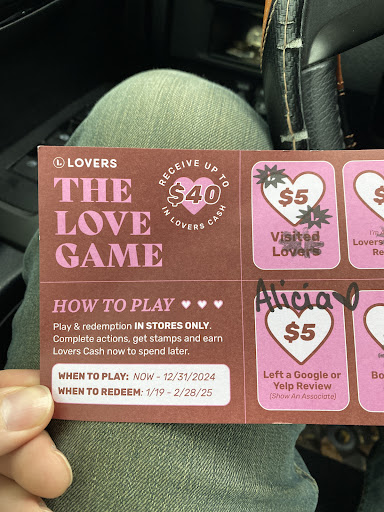 LOVERS
THE
LOVE
GAME
RECEIVE UP TO
$40
IN LOVERS CASH
HOW TO PLAY
Play & redemption IN STORES ONLY.
Complete actions, get stamps and earn
Lovers Cash now to spend later.
WHEN TO PLAY: NOW - 12/31/2024
WHEN TO REDEEM: 1/19 - 2/28/25
$5
Visited
Lovers
I'm
Lovers
Re
Alicia
$5
Left a Google or
Yelp Review
(Show An Associate)
Bo